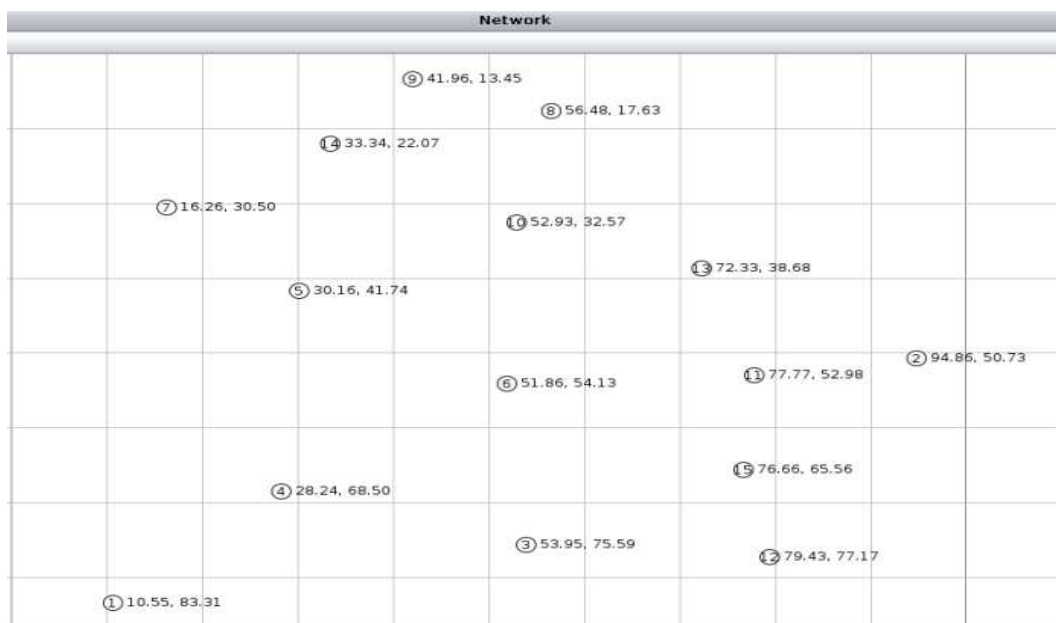 Network
9 41.96, 13.45
8 56.48, 17.63
14 33.34, 22.07
7 16.26, 30.50
10 52.93, 32.57
13 72.33, 38.68
5 30.16, 41.74
2 94.86, 50.73
11 77.77, 52.98
6 51.86, 54.13
15 76.66, 65.56
4 28.24, 68.50
3 53.95, 75.59
12 79.43, 77.17
1 10.55, 83.31